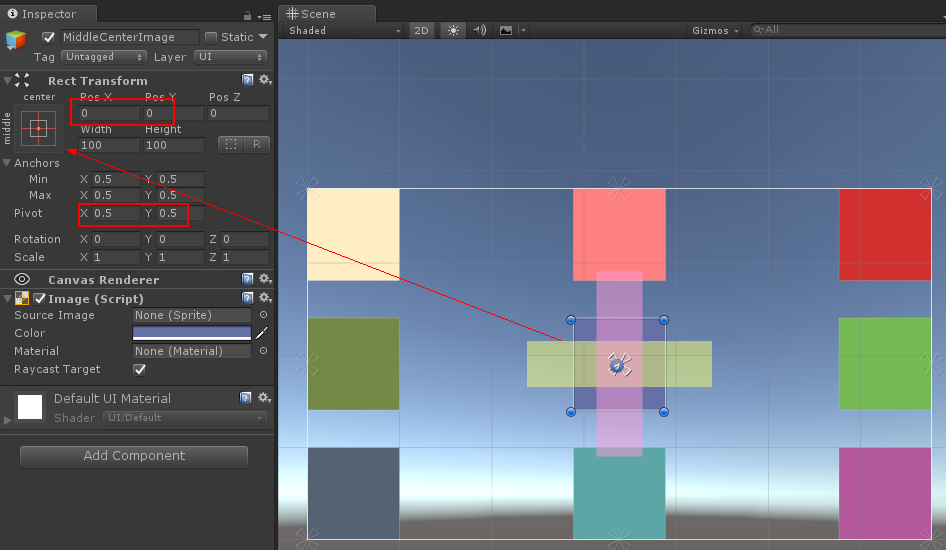 Inspector
MiddleCenterImage Static
Tag Untagged Layer UI
Rect Transform
center Pos X Pos Y Pos Z
middle
0 0 0
Width Height
100 100 R
Anchors
Min X 0.5 Y 0.5
Max X 0.5 Y 0.5
Pivot X 0.5 Y 0.5
Rotation X 0 Y 0 Z 0
Scale X 1 Y 1 Z 1
Canvas Renderer
Image (Script)
Source Image None (Sprite)
Color
Material None (Material)
Raycast Target
Default UI Material
Shader UI/Default
Add Component
Scene
Shaded 2D Gizmos All